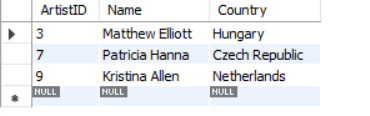 ArtistID Name Country
3 Matthew Elliott Hungary
7 Patricia Hanna Czech Republic
9 Kristina Allen Netherlands
NULL NULL NULL